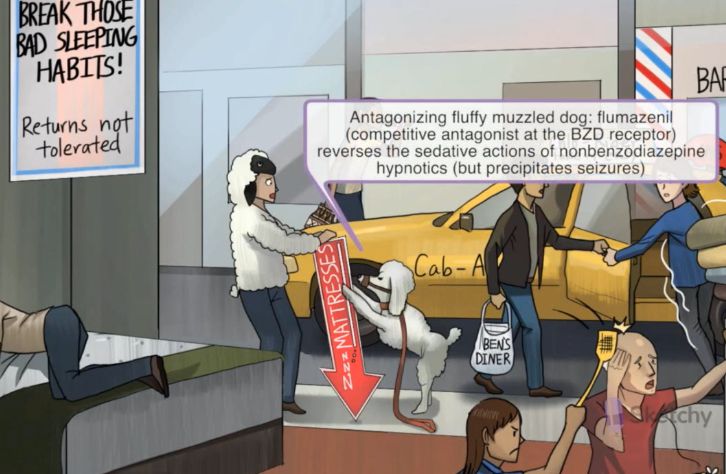 BREAK THOSE
BAD SLEEPING
HABITS!
Returns not
tolerated
Antagonizing fluffy muzzled dog: flumazenil
(competitive antagonist at the BZD receptor)
reverses the sedative actions of nonbenzodiazepine
hypnotics (but precipitates seizures)
BAR
MATTRESSES
ZZZ
Cab-A
BEN'S
DINER
Sketchy